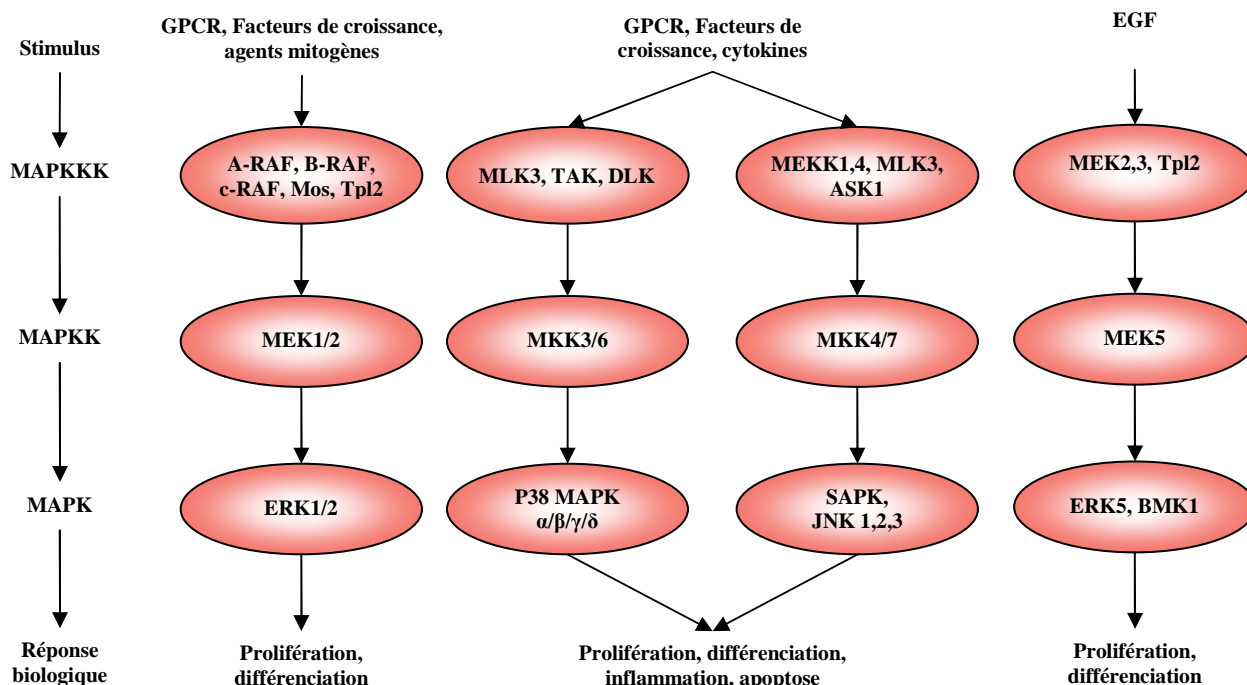 Stimulus
GPCR, Facteurs de croissance,
agents mitogènes
GPCR, Facteurs de
croissance, cytokines
EGF
MAPKKK
A-RAF, B-RAF,
c-RAF, Mos, Tpl2
MLK3, TAK, DLK
MEKK1,4, MLK3,
ASK1
MEK2,3, Tpl2
MAPKK
MEK1/2
MKK3/6
MKK4/7
MEK5
MAPK
ERK1/2
P38 MAPK
α/β/γ/δ
SAPK,
JNK 1,2,3
ERK5, BMK1
Réponse
biologique
Prolifération,
différenciation
Prolifération, différenciation,
inflammation, apoptose
Prolifération,
différenciation